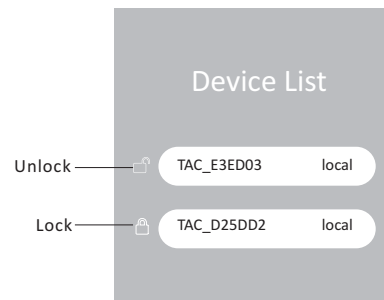 Device List
Unlock TAC_E3ED03 local
Lock TAC_D25DD2 local